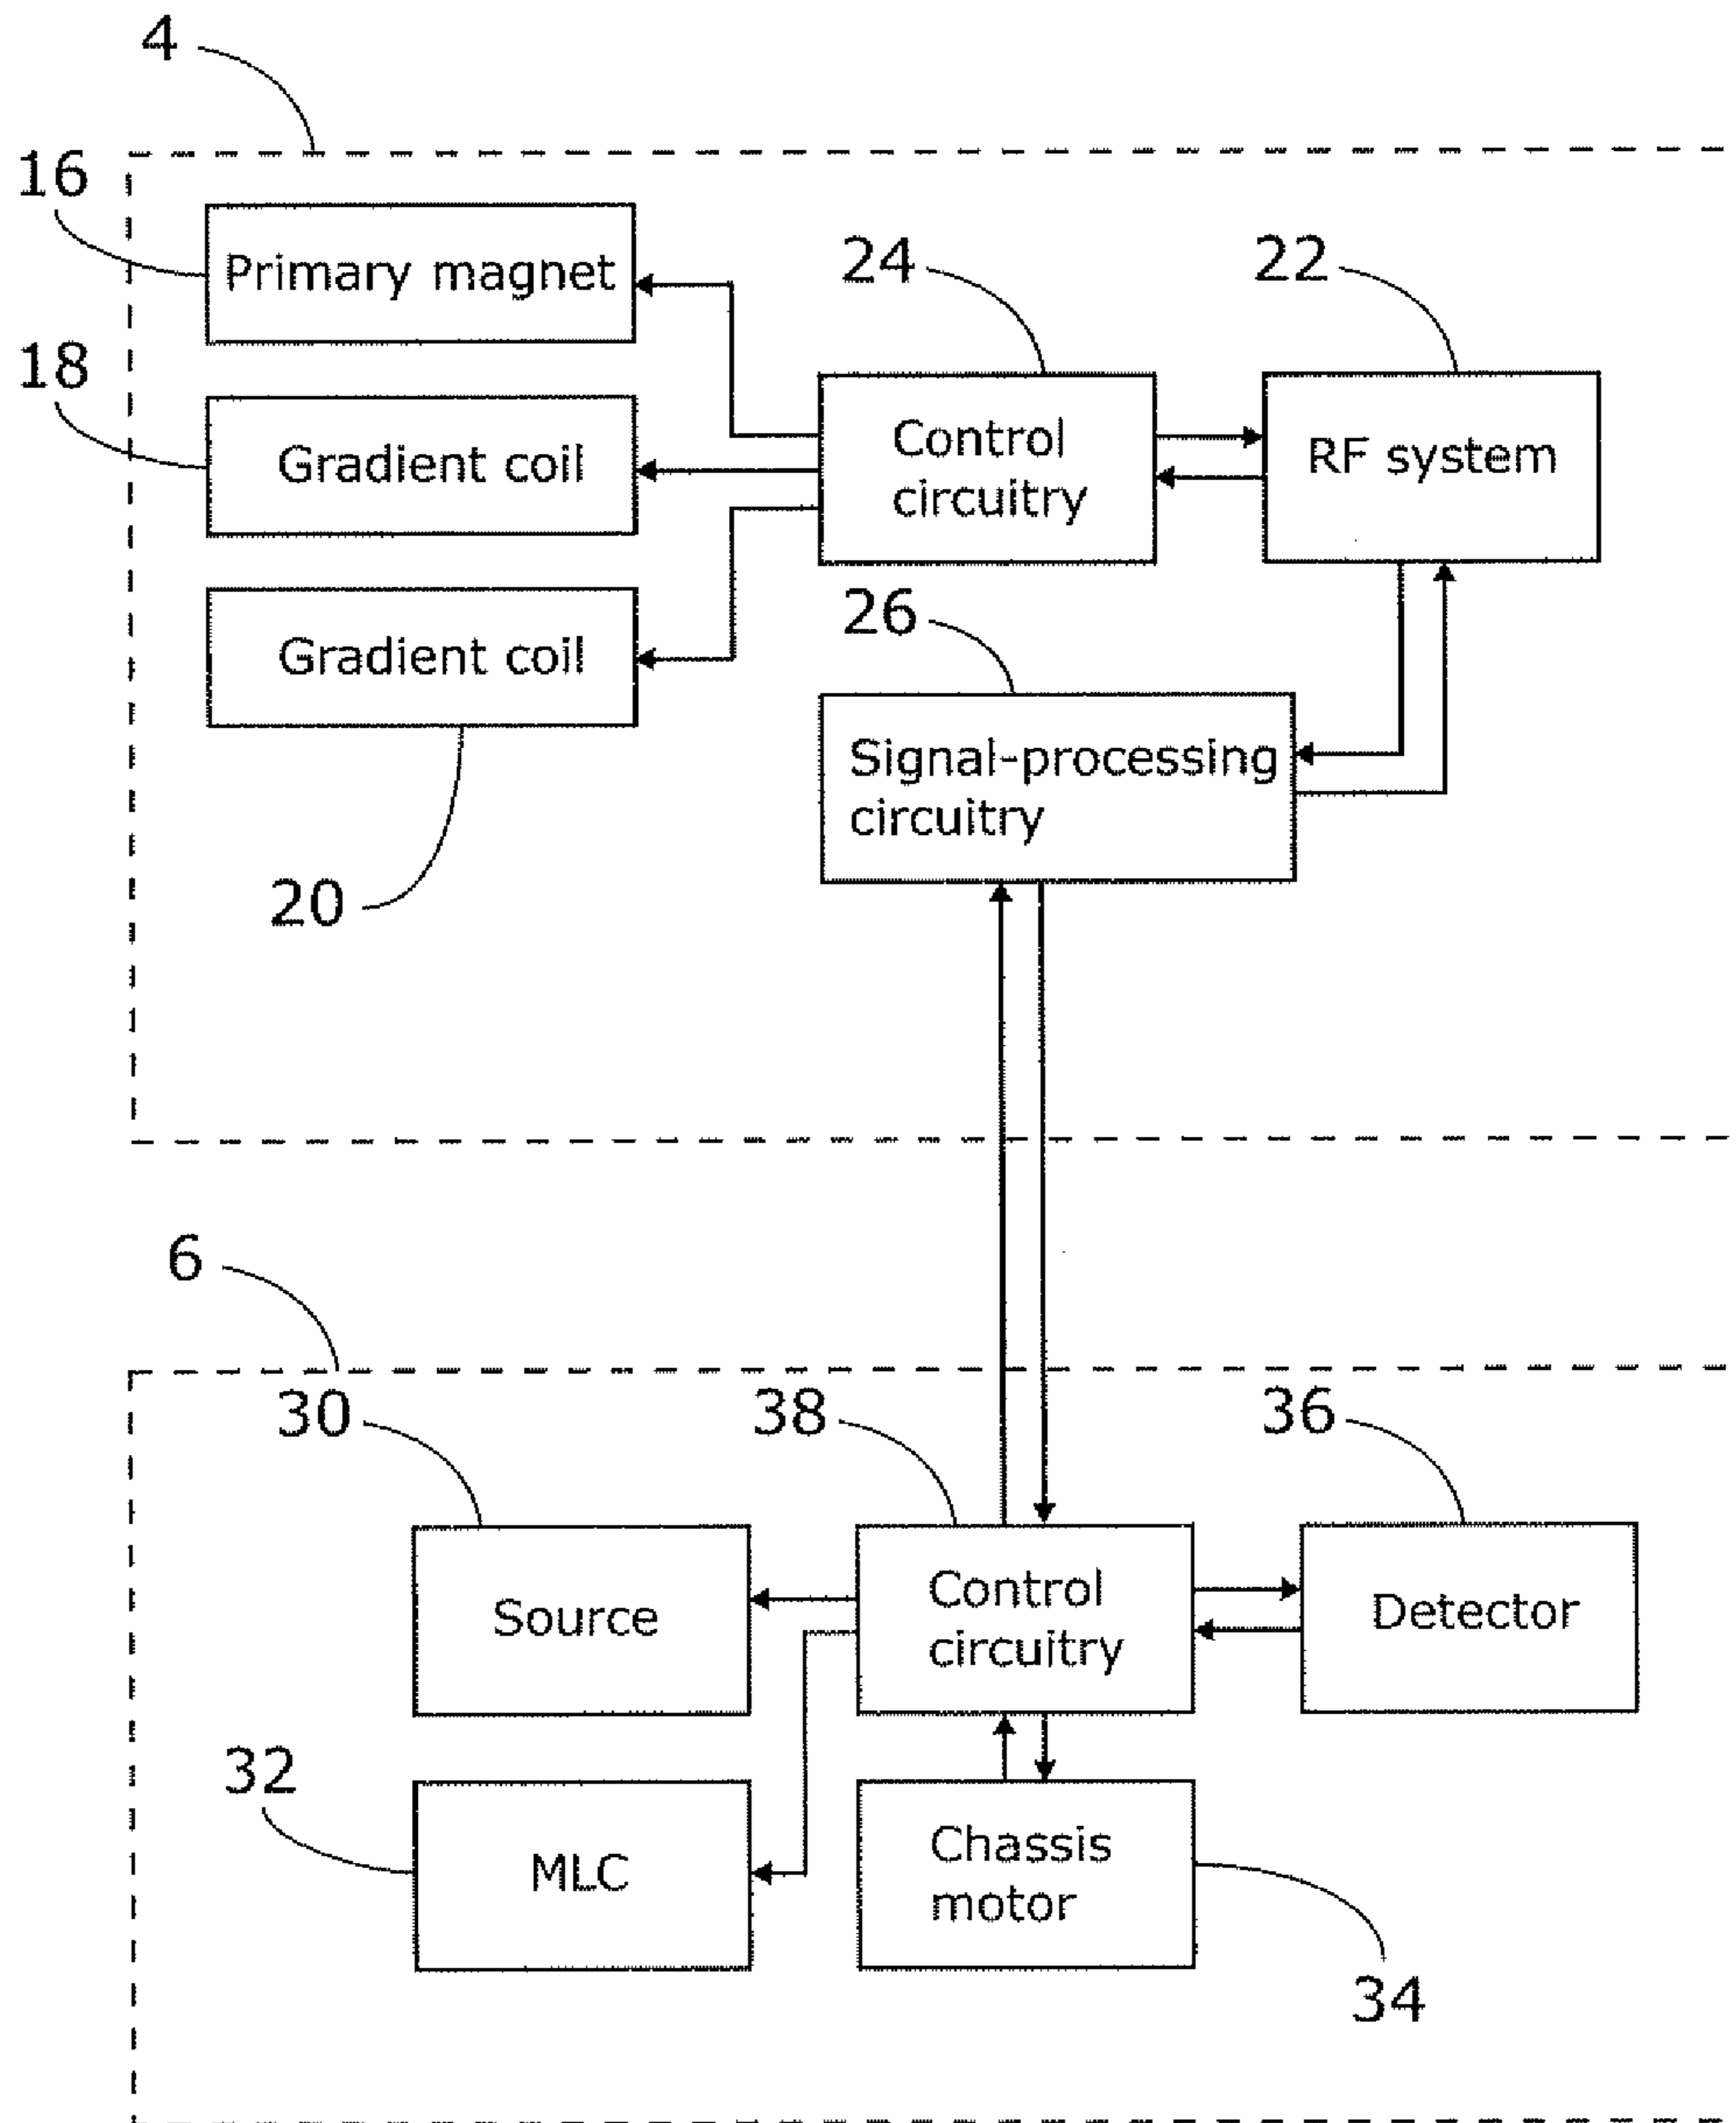 4
16
Primary magnet
24
22
18
Gradient coil
Control
circuitry
RF system
Gradient coil
26
Signal-processing
circuitry
20
6
30
38
36
Source
Control
circuitry
Detector
32
MLC
Chassis
motor
34